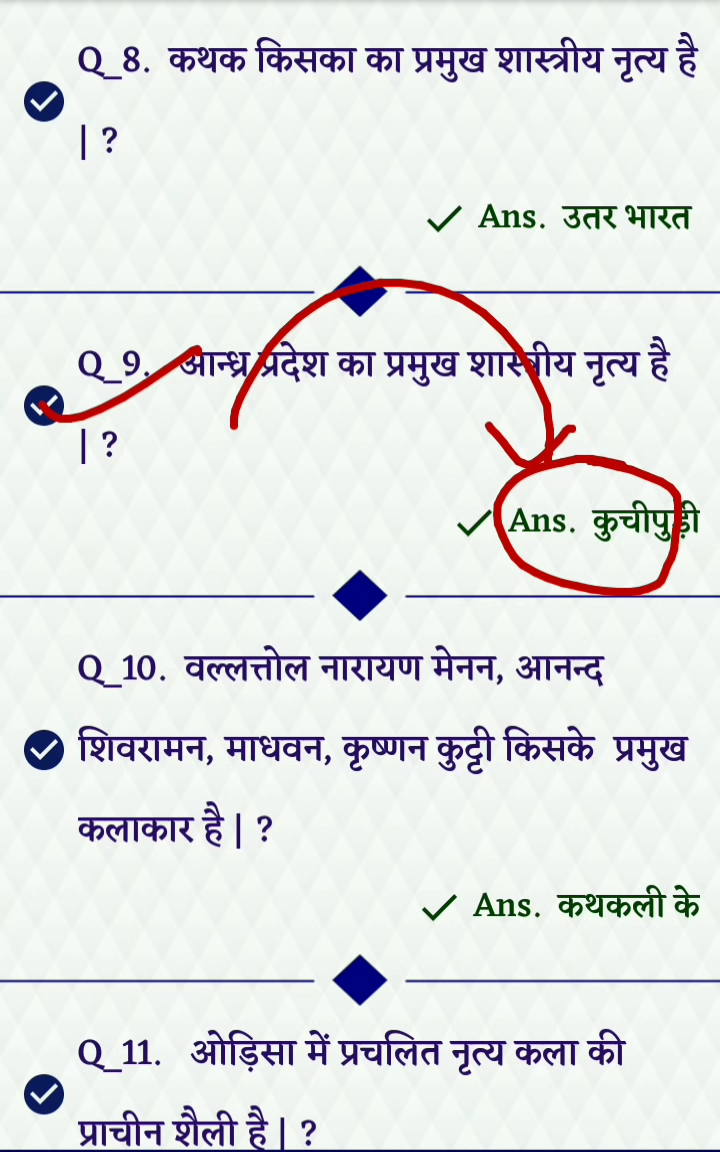 Q_8. कथक किसका का प्रमुख शास्त्रीय नृत्य है
| ?
Ans. उतर भारत
Q_9. आन्ध्र प्रदेश का प्रमुख शास्त्रीय नृत्य है
| ?
Ans. कुचीपुड़ी
Q_10. वल्लत्तोल नारायण मेनन, आनन्द
शिवरामन, माधवन, कृष्णन कुट्टी किसके प्रमुख
कलाकार है | ?
Ans. कथकली के
Q_11. ओड़िसा में प्रचलित नृत्य कला की
प्राचीन शैली है | ?